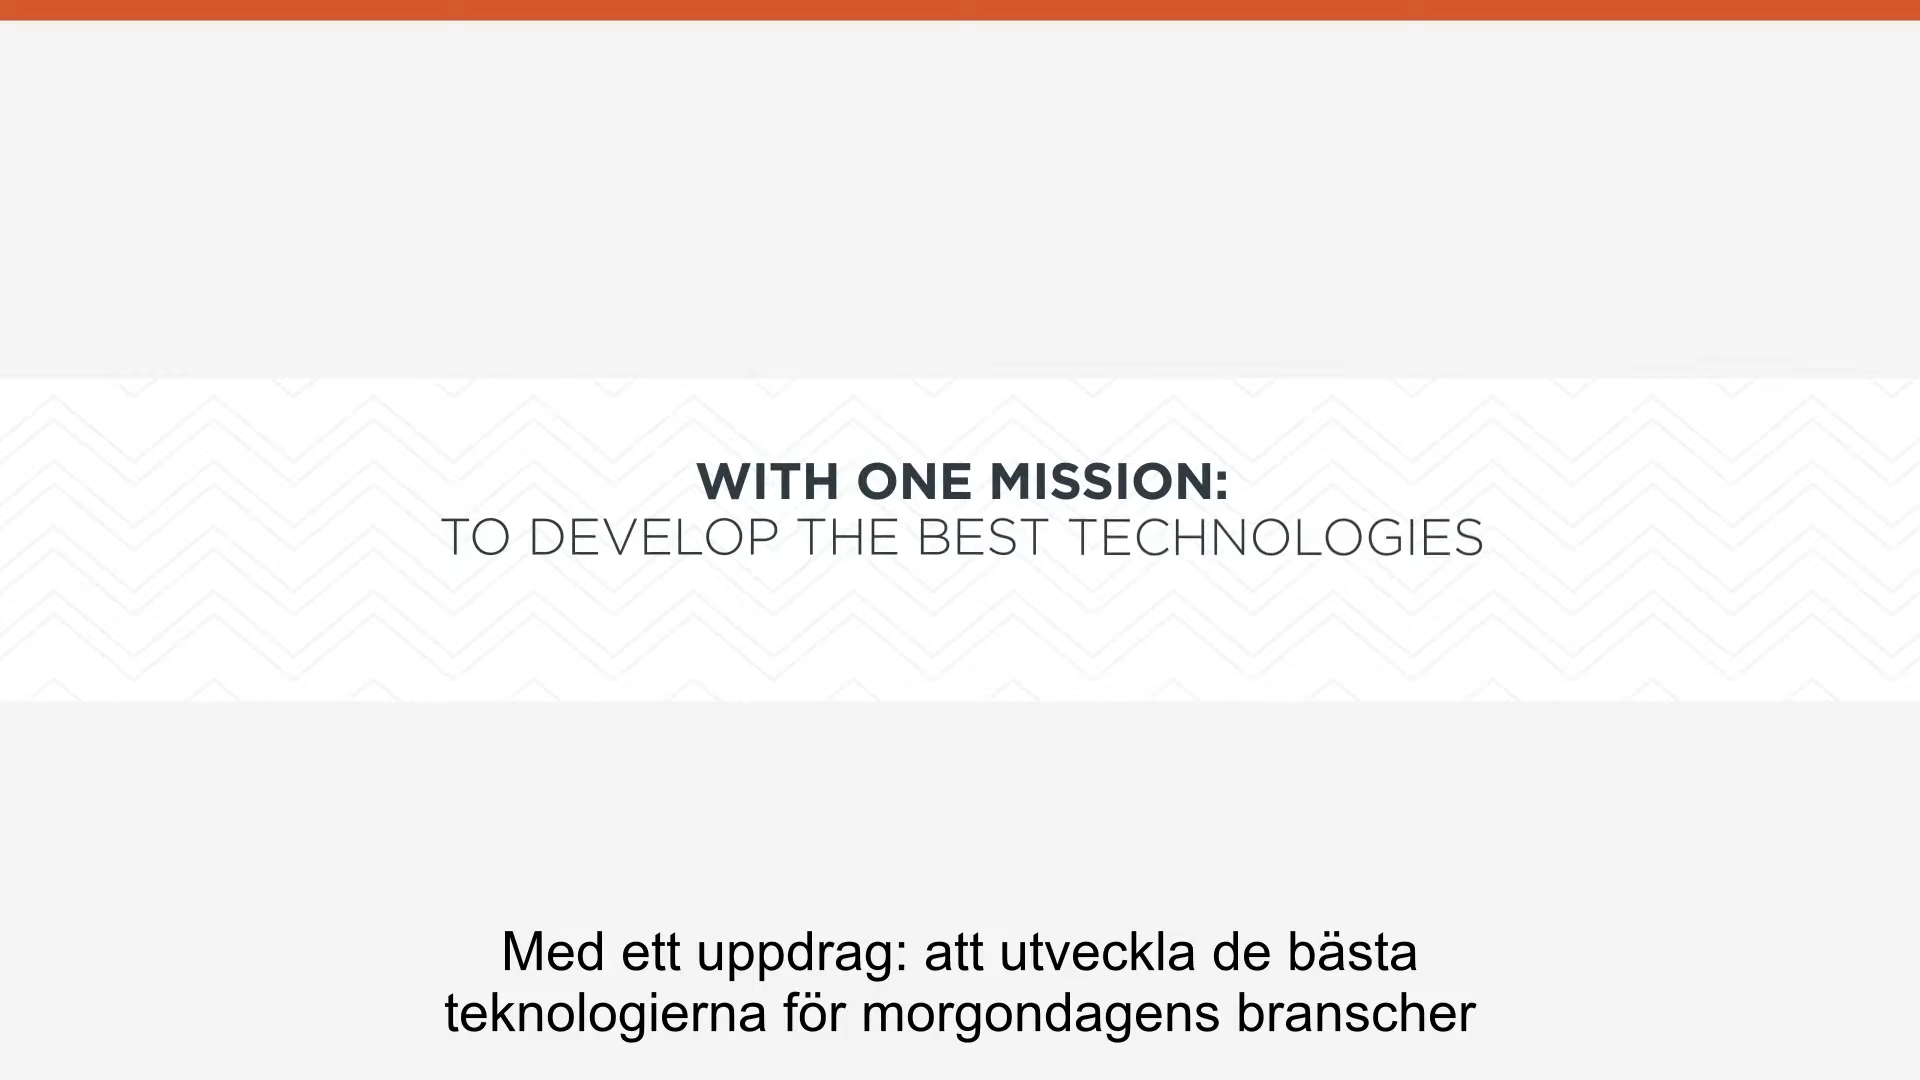 WITH ONE MISSION:
TO DEVELOP THE BEST TECHNOLOGIES
Med ett uppdrag: att utveckla de bästa
teknologierna för morgondagens branscher